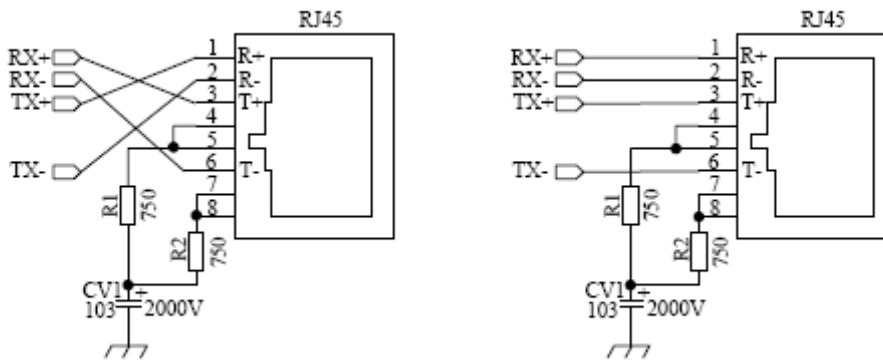 RJ45
RX+ 1 R+
RX- 2 R-
TX+ 3 T+
4
5
TX- 6 T-
7
8
R1 750
R2 750
CV1 +
103 2000V
RJ45
RX+ 1 R+
RX- 2 R-
TX+ 3 T+
4
5
TX- 6 T-
7
8
R1 750
R2 750
CV1 +
103 2000V